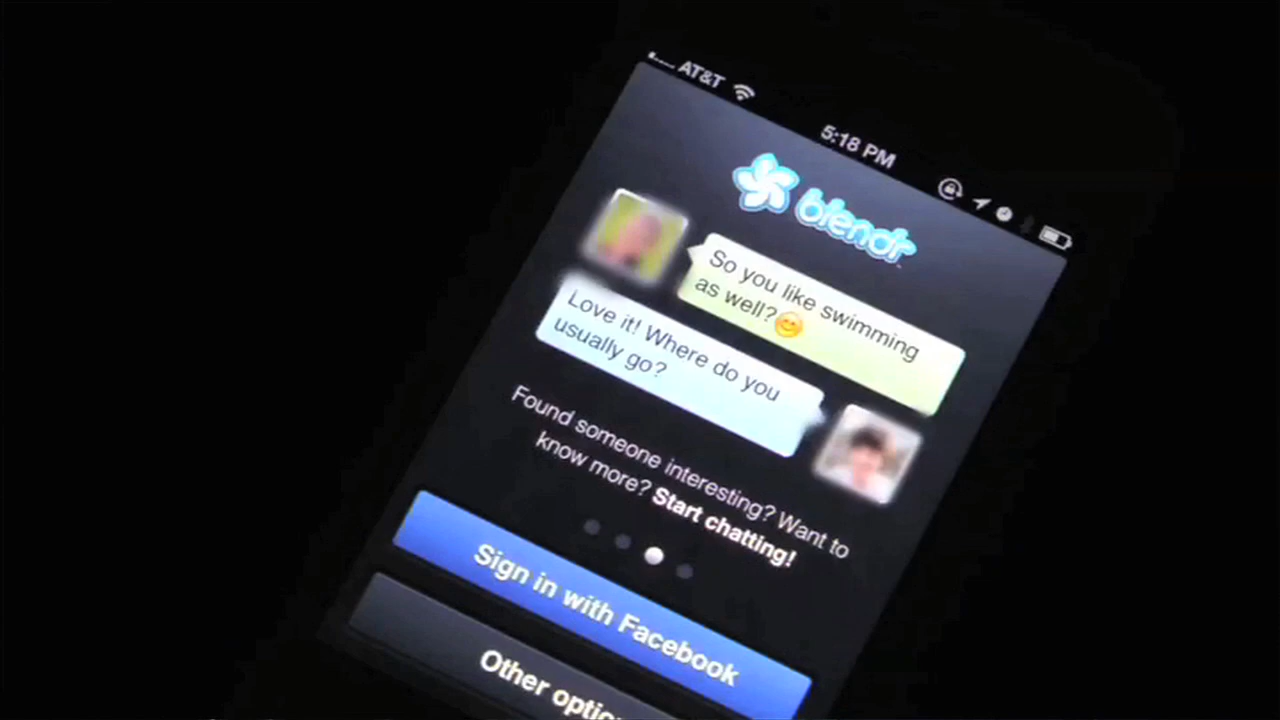 AT&T
5:18 PM
blendr
So you like swimming
as well?😊
Love it! Where do you
usually go?
Found someone interesting? Want to
know more? Start chatting!
Sign in with Facebook
Other